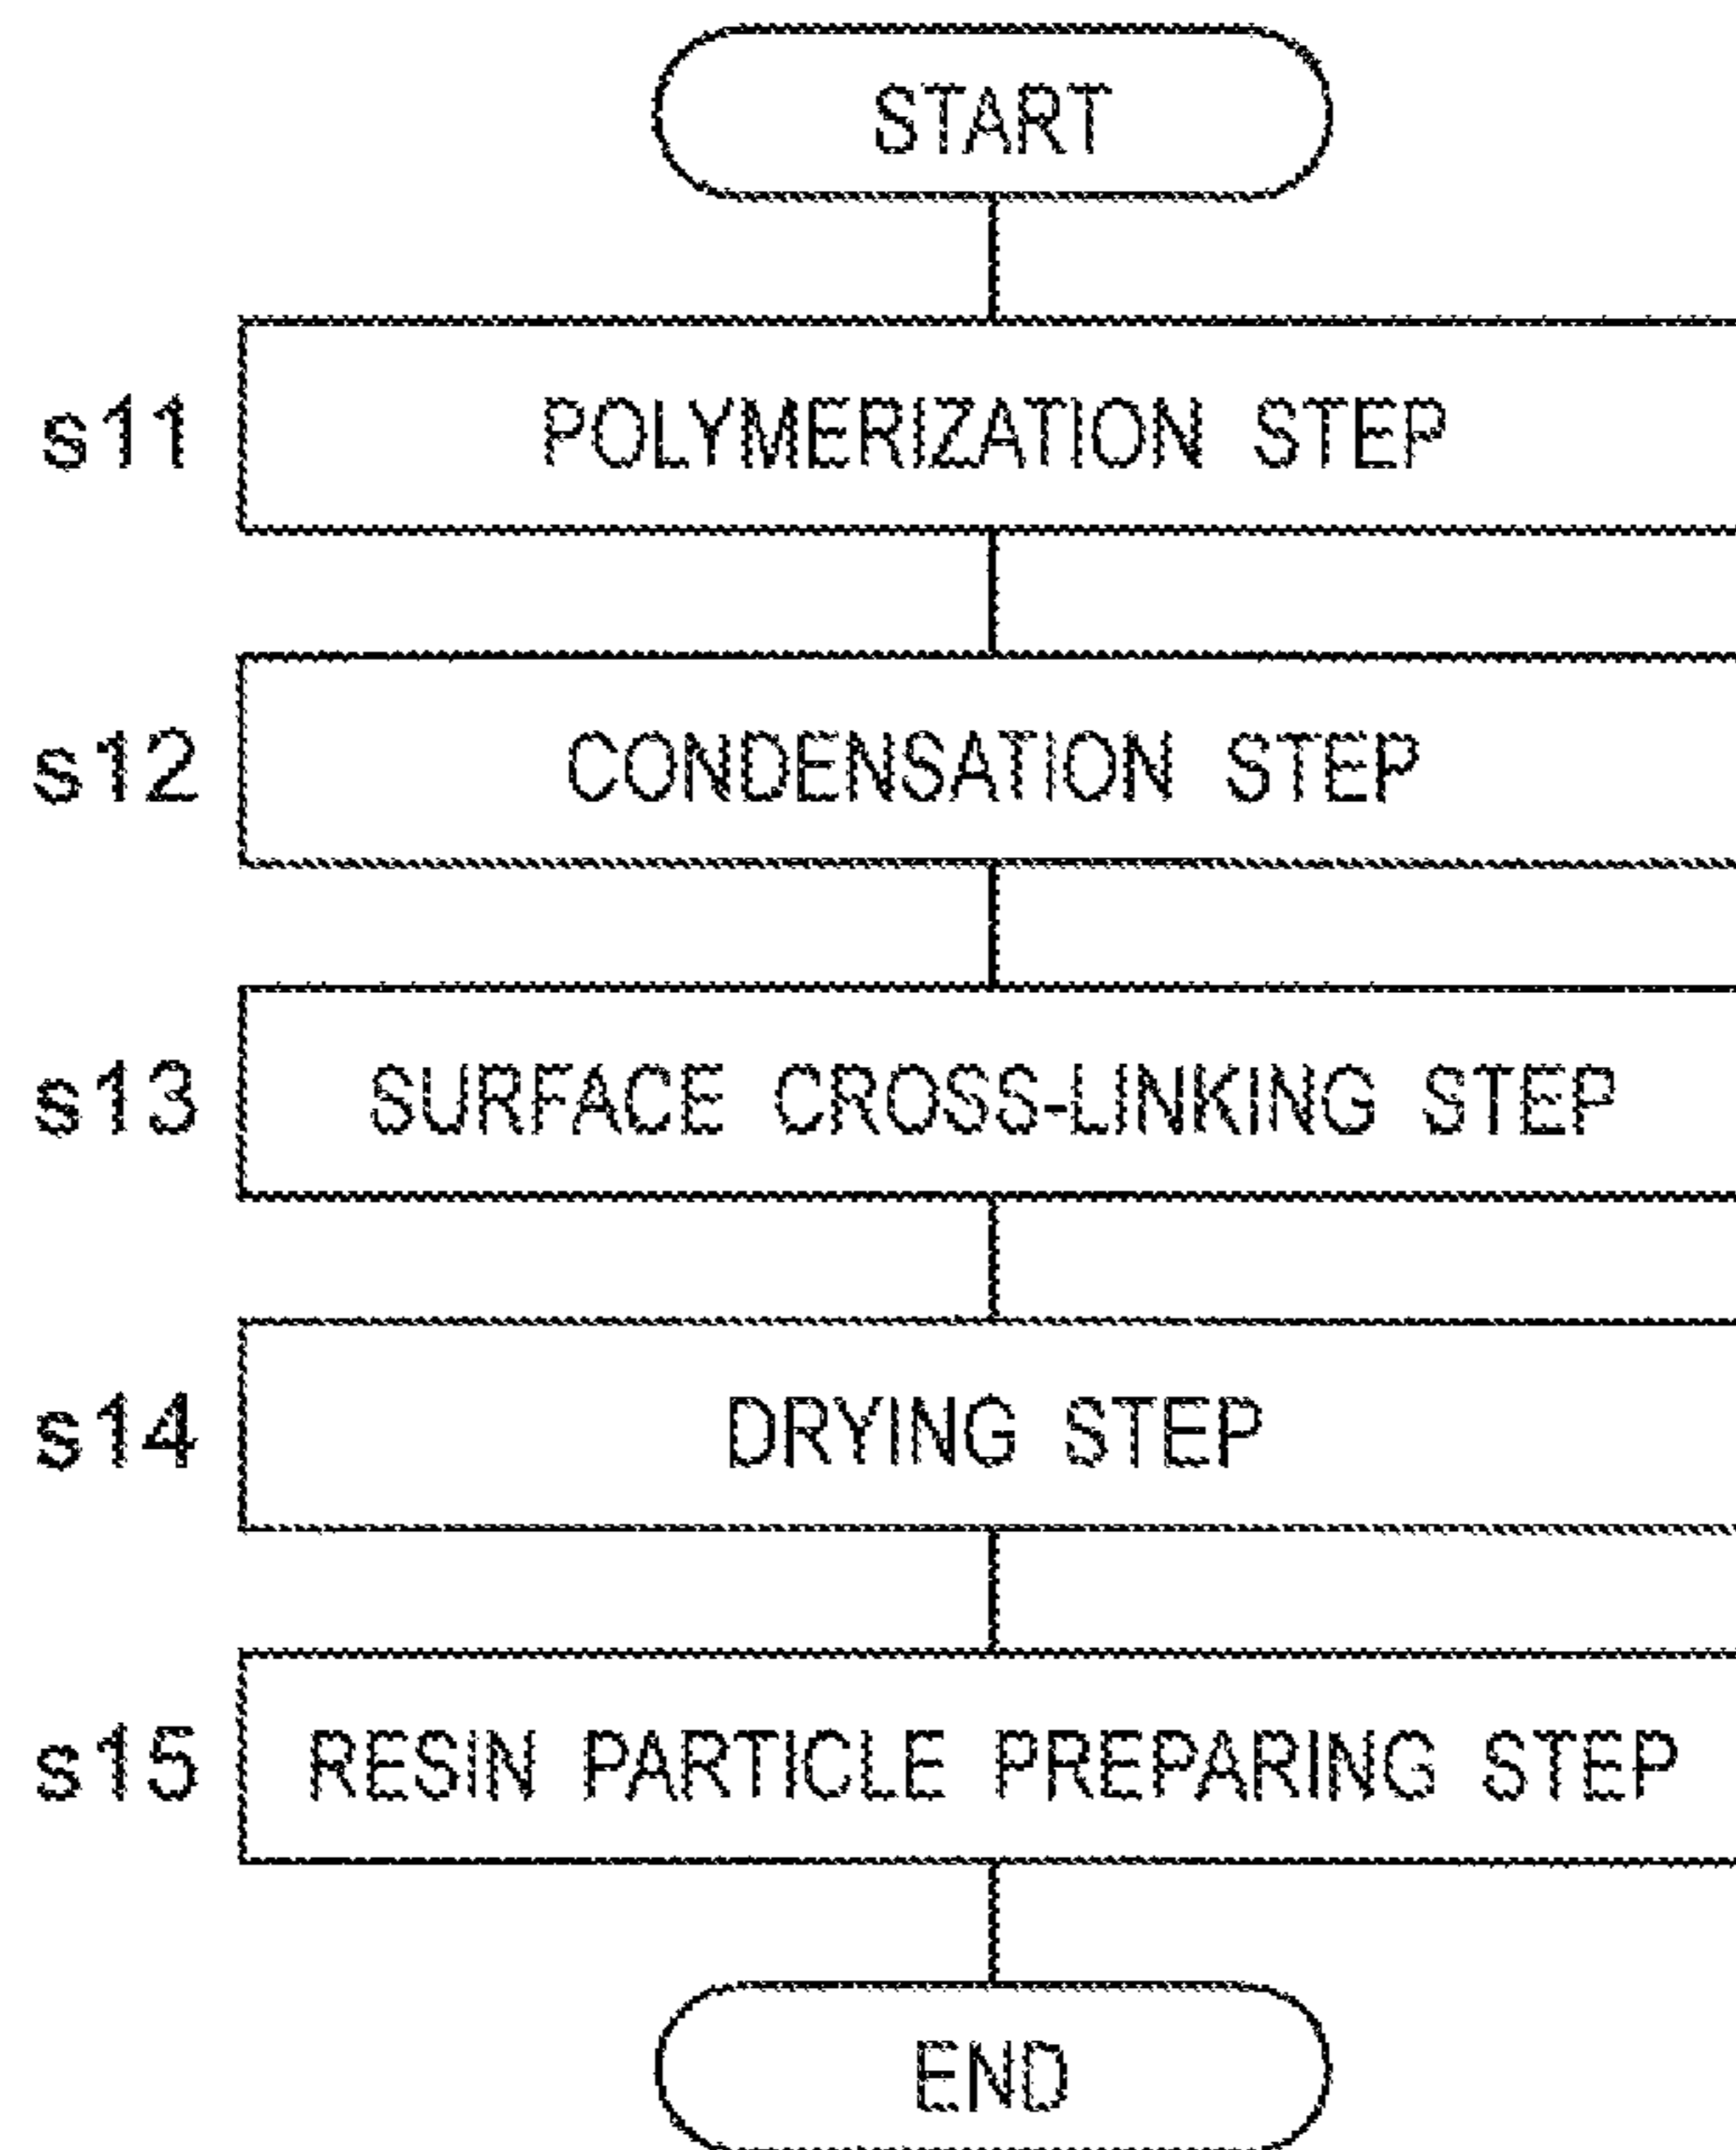 START
s11 POLYMERIZATION STEP
s12 CONDENSATION STEP
s13 SURFACE CROSS-LINKING STEP
s14 DRYING STEP
s15 RESIN PARTICLE PREPARING STEP
END